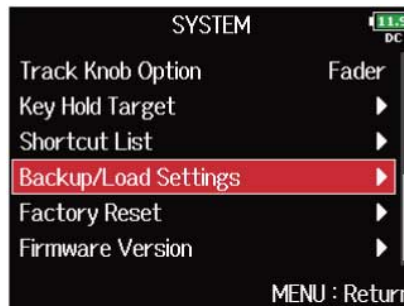 SYSTEM
DC
Track Knob Option Fader
Key Hold Target
Shortcut List
Backup/Load Settings
Factory Reset
Firmware Version
MENU : Return